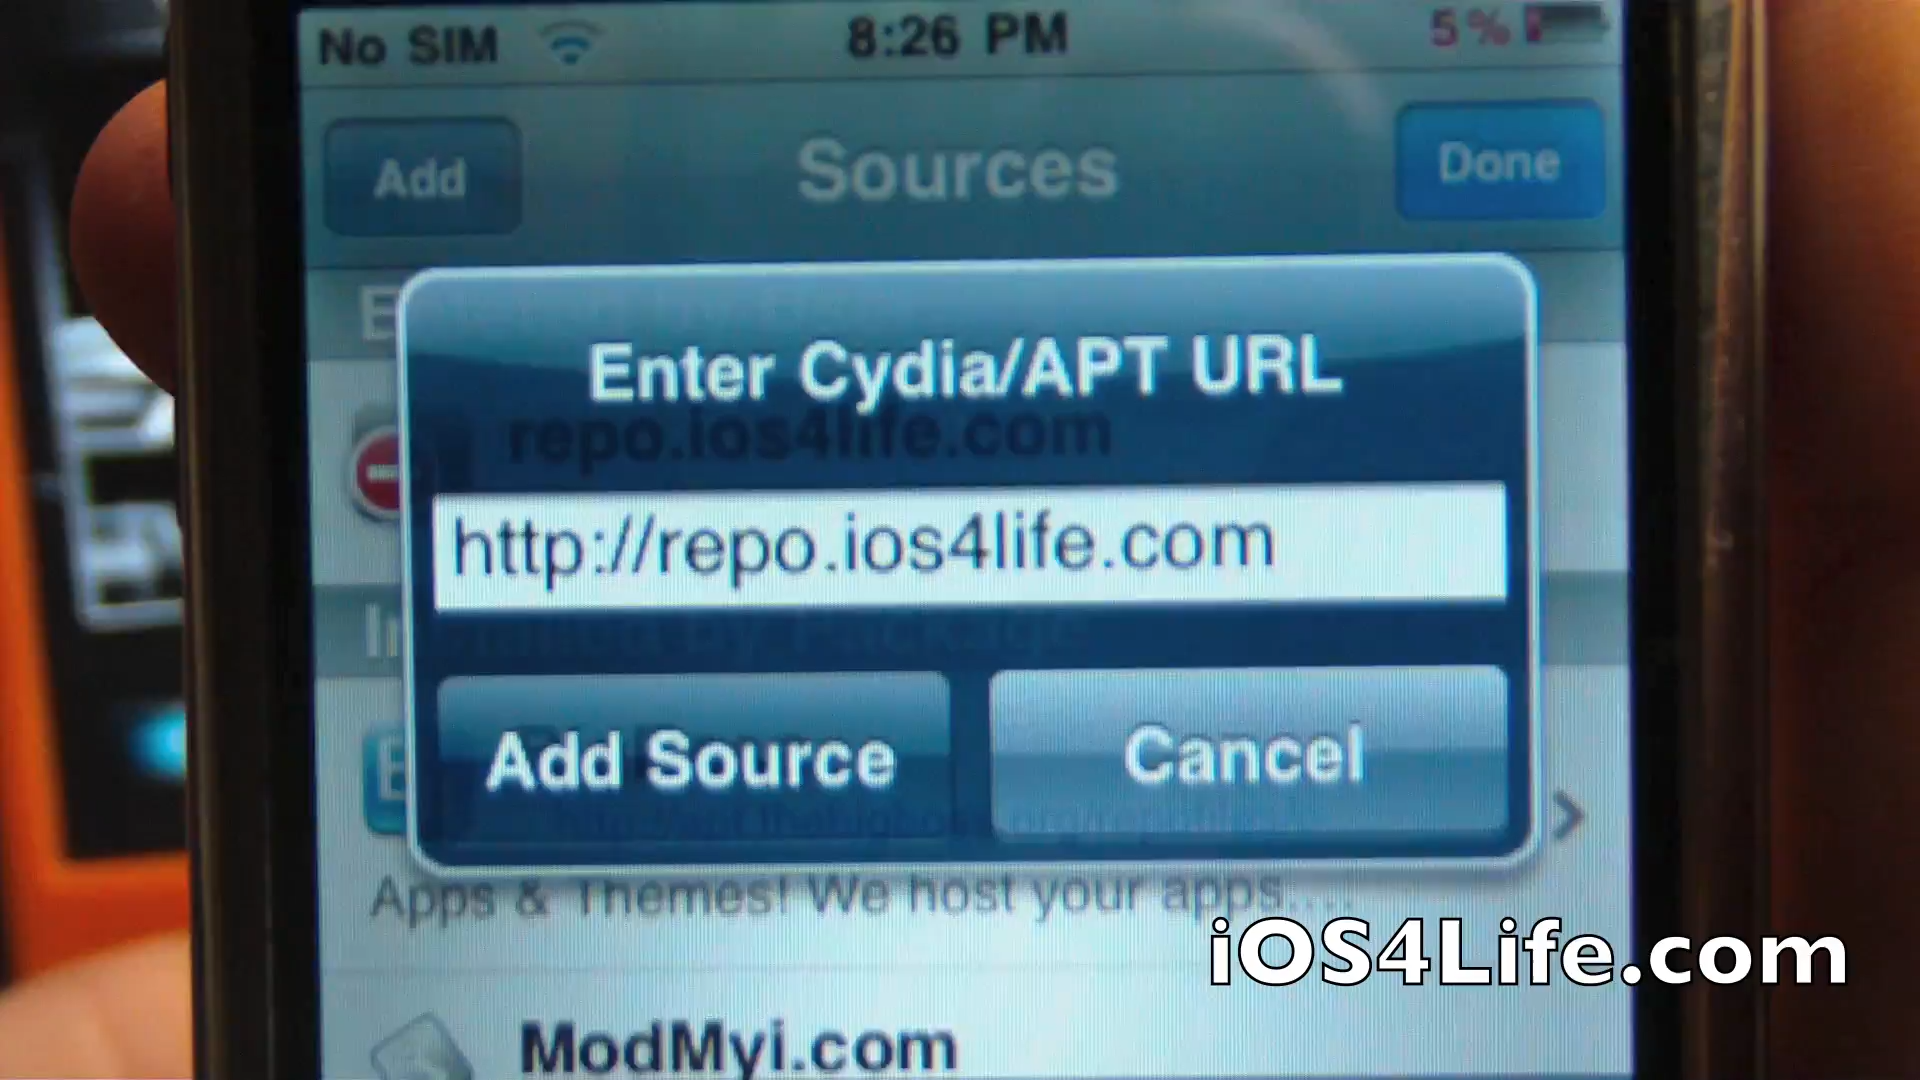 No SIM 8:26 PM 5%
Add Sources Done
Enter Cydia/APT URL
repo.ios4life.com
http://repo.ios4life.com
Add Source Cancel
Apps & Themes! We host your apps....
iOS4Life.com
ModMyi.com